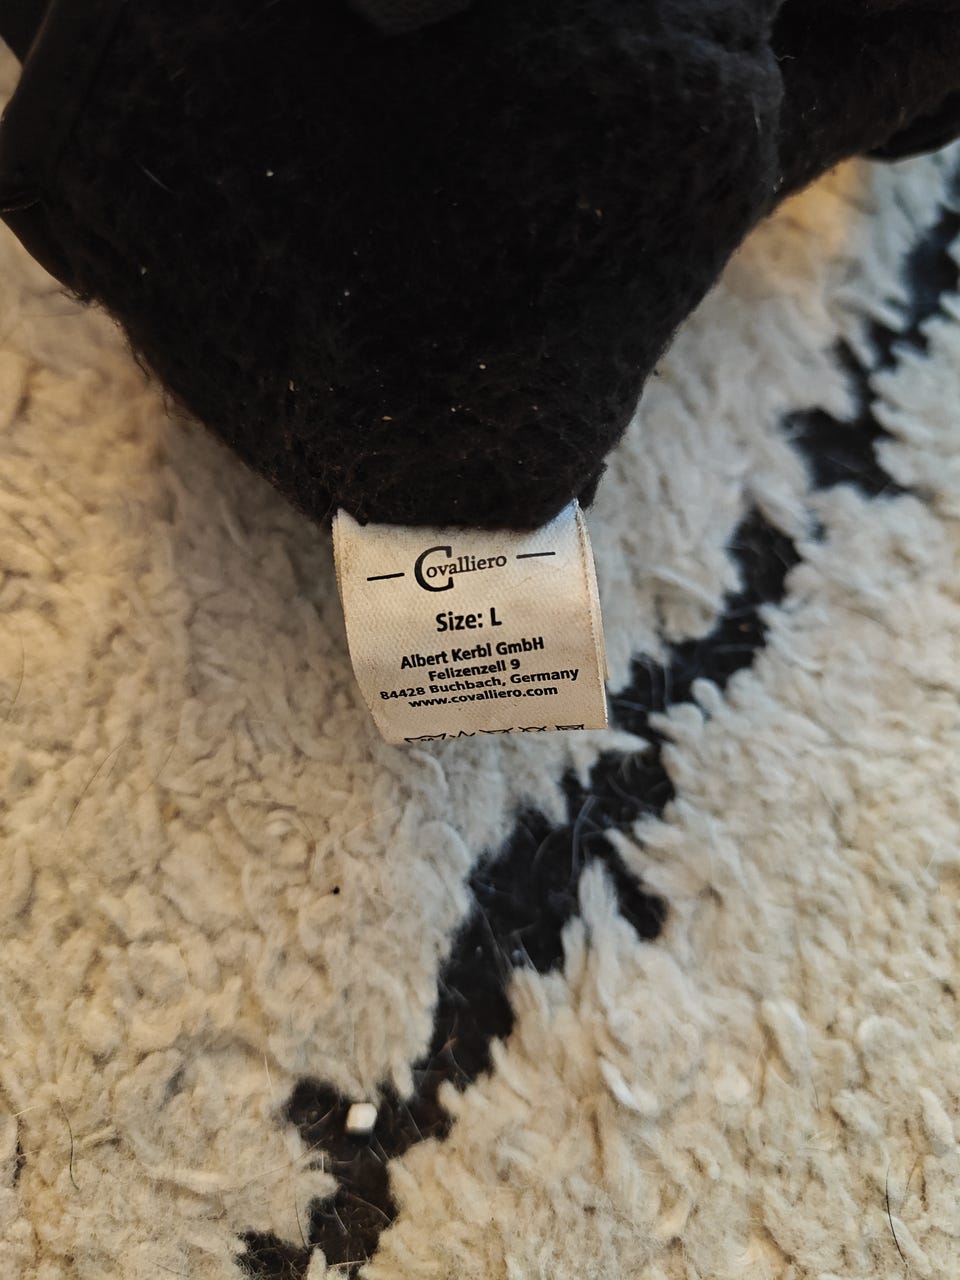 Covalliero
Size: L
Albert Kerbl GmbH
Felizenzell 9
84428 Buchbach, Germany
www.covalliero.com